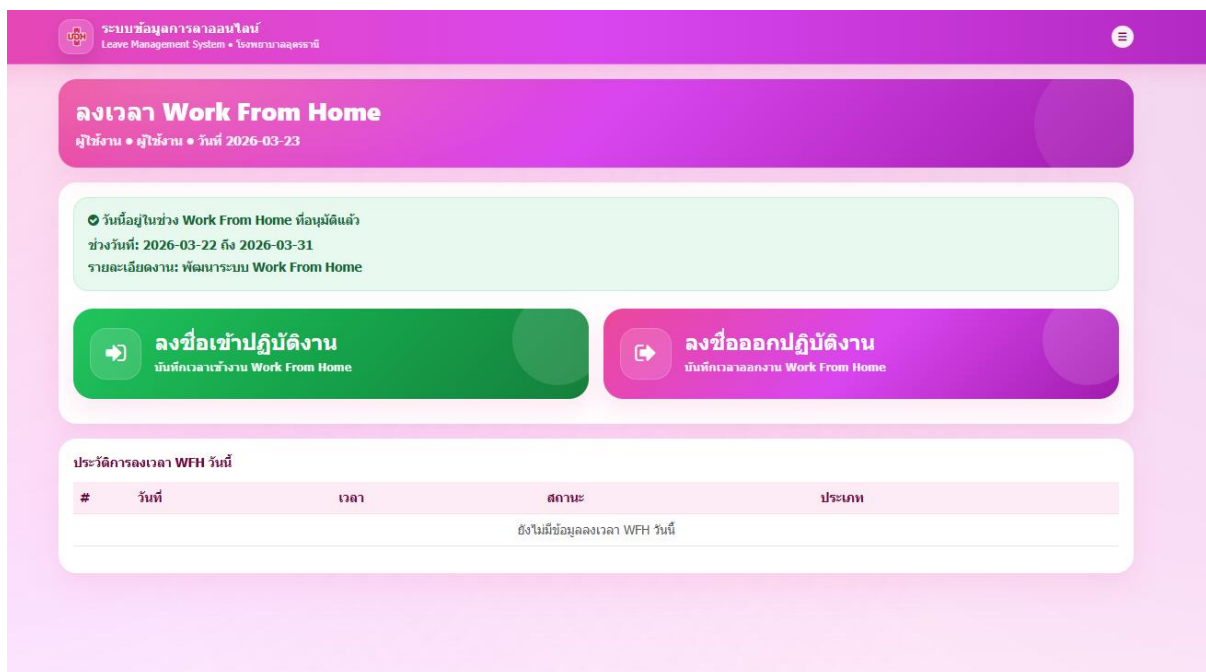 UDH
ระบบข้อมูลการลาออนไลน์
Leave Management System • โรงพยาบาลอุดรธานี
ลงเวลา Work From Home
ผู้ใช้งาน • ผู้ใช้งาน • วันที่ 2026-03-23
วันนี้อยู่ในช่วง Work From Home ที่อนุมัติแล้ว
ช่วงวันที่: 2026-03-22 ถึง 2026-03-31
รายละเอียดงาน: พัฒนาระบบ Work From Home
ลงชื่อเข้าปฏิบัติงาน
บันทึกเวลาเข้างาน Work From Home
ลงชื่อออกปฏิบัติงาน
บันทึกเวลาออกงาน Work From Home
ประวัติการลงเวลา WFH วันนี้
# วันที่ เวลา สถานะ ประเภท
ยังไม่มีข้อมูลลงเวลา WFH วันนี้